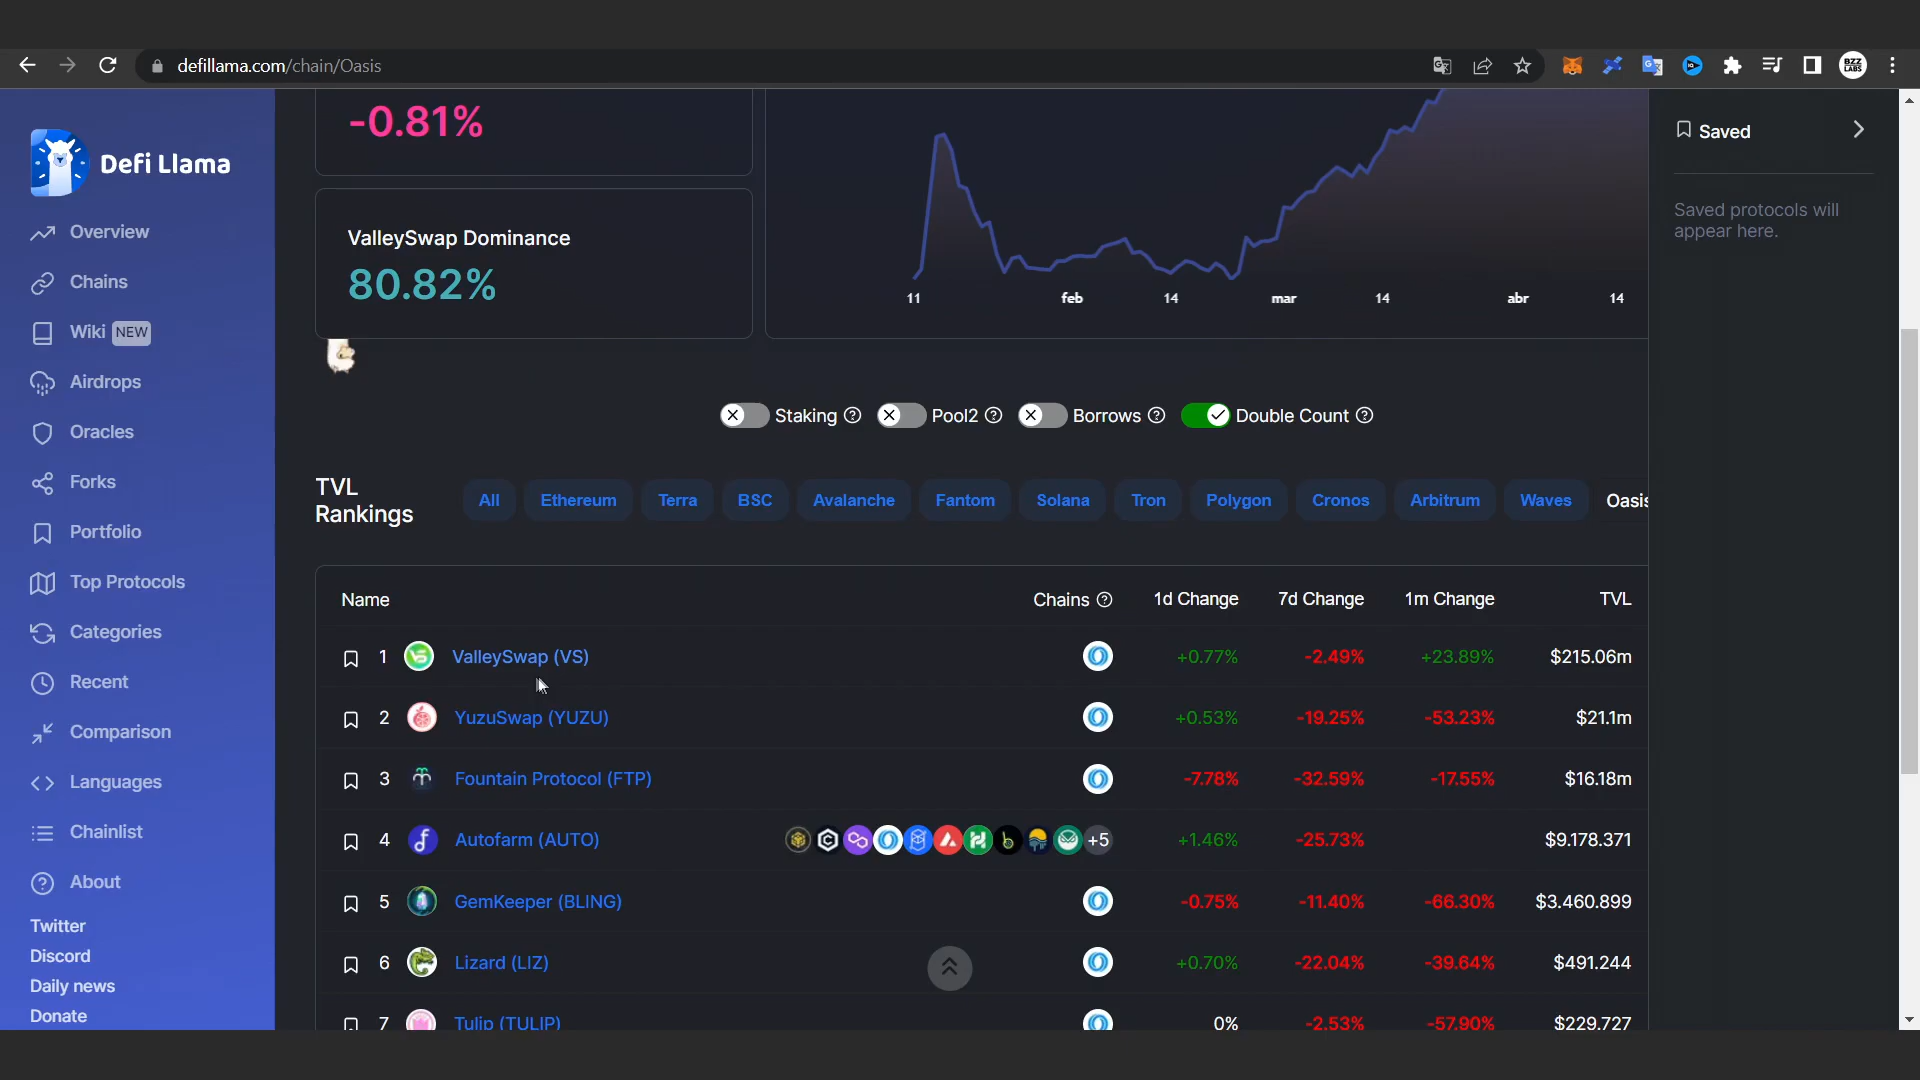 defillama.com/chain/Oasis
BZZ
LABS
Defi Llama
Overview
Chains
Wiki NEW
Airdrops
Oracles
Forks
Portfolio
Top Protocols
Categories
Recent
Comparison
Languages
Chainlist
About
Twitter
Discord
Daily news
Donate
-0.81%
ValleySwap Dominance
80.82%
11 feb 14 mar 14 abr 14
Saved
Saved protocols will
appear here.
Staking Pool2 Borrows Double Count
TVL
Rankings
All Ethereum Terra BSC Avalanche Fantom Solana Tron Polygon Cronos Arbitrum Waves Oasis
Name Chains 1d Change 7d Change 1m Change TVL
1 ValleySwap (VS) +0.77% -2.49% +23.89% $215.06m
2 YuzuSwap (YUZU) +0.53% -19.25% -53.23% $21.1m
3 Fountain Protocol (FTP) -7.78% -32.59% -17.55% $16.18m
4 Autofarm (AUTO) +5 +1.46% -25.73% $9.178.371
5 GemKeeper (BLING) -0.75% -11.40% -66.30% $3.460.899
6 Lizard (LIZ) +0.70% -22.04% -39.64% $491.244
7 Tulip (TULIP) 0% -2.53% -57.90% $229.727